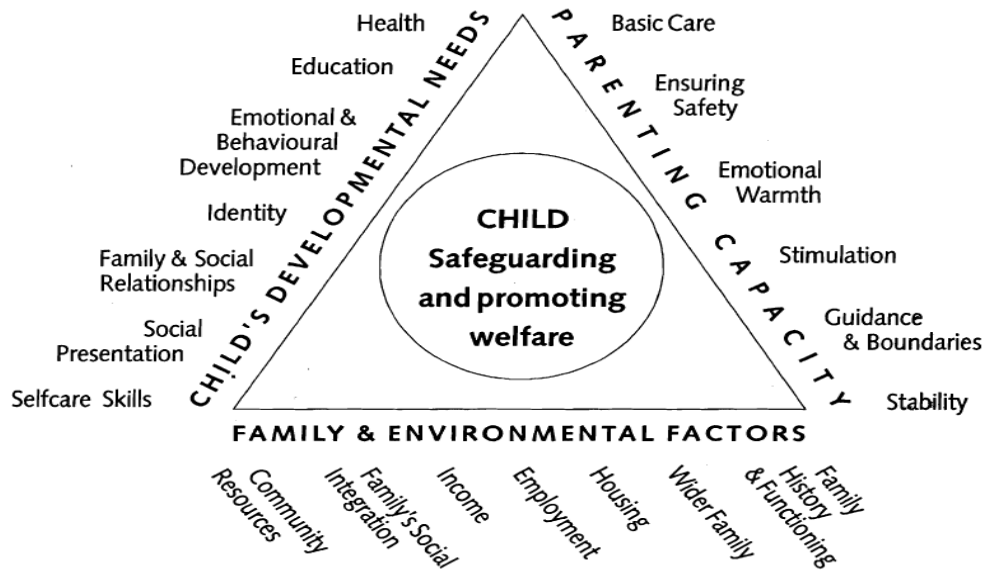 Health
Education
Emotional &
Behavioural
Development
Identity
Family & Social
Relationships
Social
Presentation
Selfcare Skills
CHILD'S DEVELOPMENTAL NEEDS
CHILD
Safeguarding
and promoting
welfare
PARENTING CAPACITY
Basic Care
Ensuring
Safety
Emotional
Warmth
Stimulation
Guidance
& Boundaries
Stability
FAMILY & ENVIRONMENTAL FACTORS
Community
Resources
Family's Social
Integration
Income
Employment
Housing
Wider Family
Family
History
& Functioning